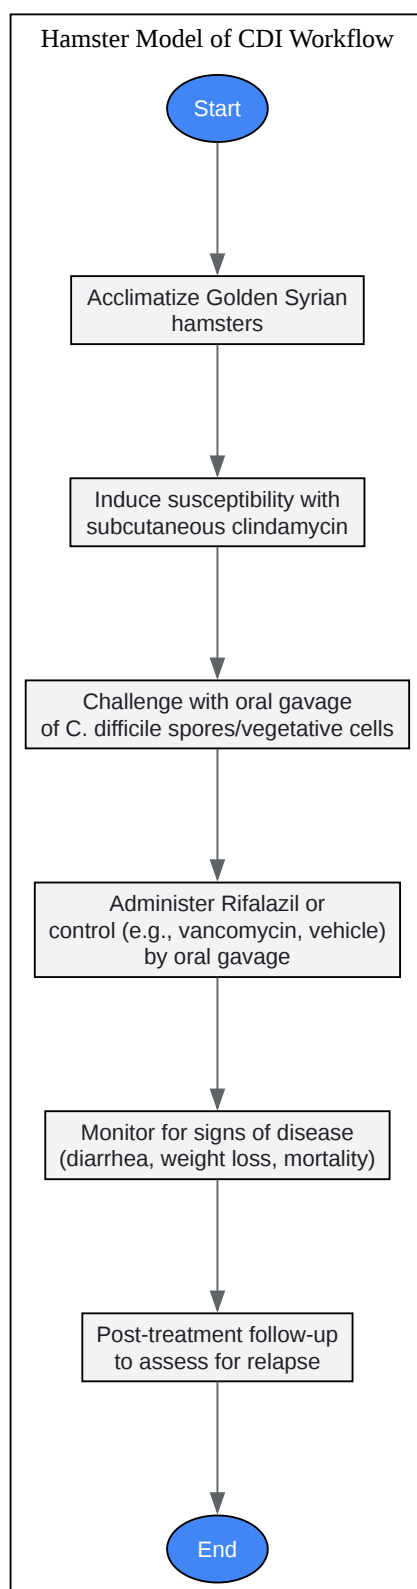 Hamster Model of CDI Workflow
Start
Acclimatize Golden Syrian
hamsters
Induce susceptibility with
subcutaneous clindamycin
Challenge with oral gavage
of C. difficile spores/vegetative cells
Administer Rifalazil or
control (e.g., vancomycin, vehicle)
by oral gavage
Monitor for signs of disease
(diarrhea, weight loss, mortality)
Post-treatment follow-up
to assess for relapse
End